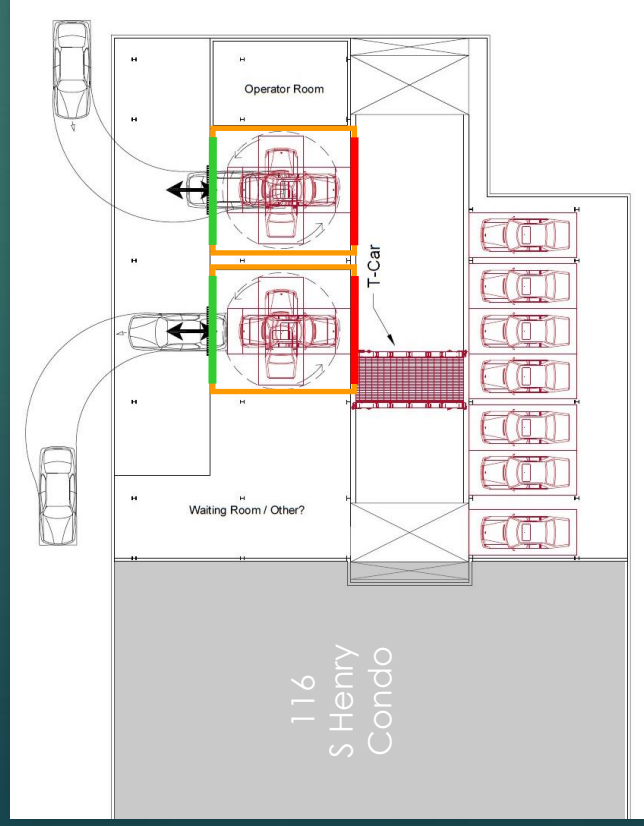 Operator Room
T-Car
Waiting Room / Other?
116
S Henry
Condo